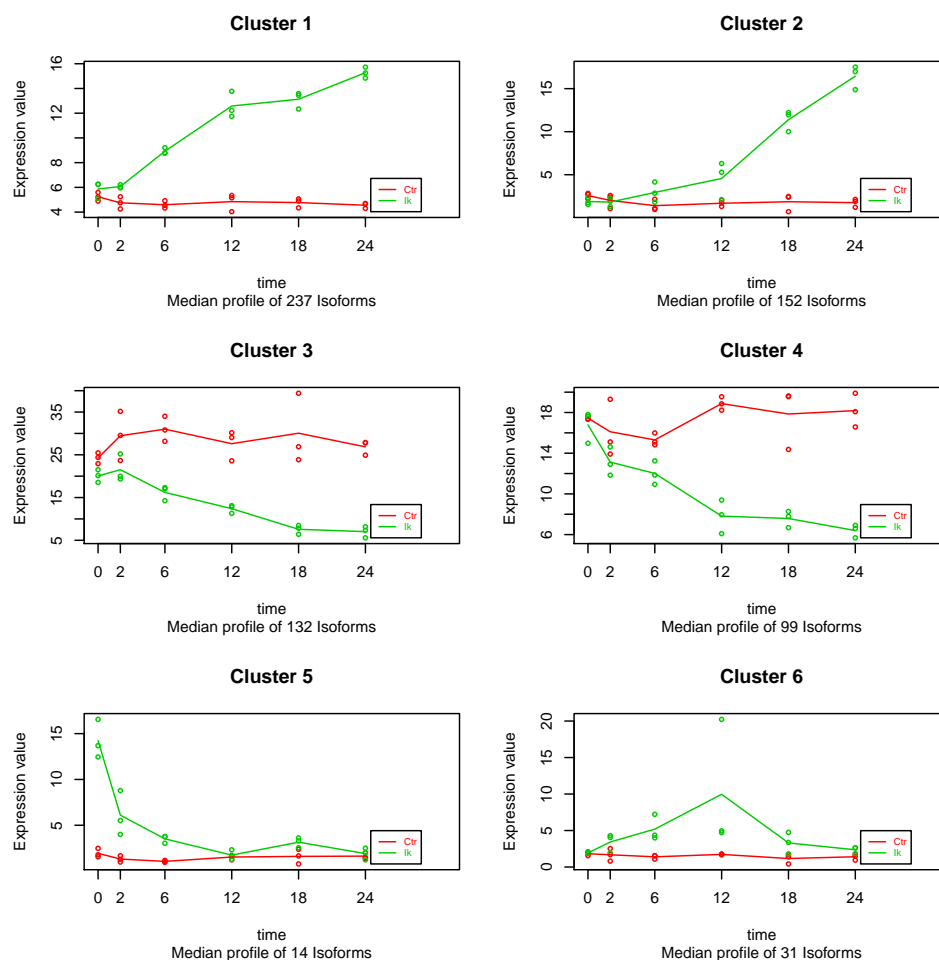 Cluster 1
Expression value
16
12
8
6
4
Ctr
Ik
0 2 6 12 18 24
time
Median profile of 237 Isoforms
Cluster 2
Expression value
15
10
5
Ctr
Ik
0 2 6 12 18 24
time
Median profile of 152 Isoforms
Cluster 3
Expression value
35
25
15
5
Ctr
Ik
0 2 6 12 18 24
time
Median profile of 132 Isoforms
Cluster 4
Expression value
18
14
10
6
Ctr
Ik
0 2 6 12 18 24
time
Median profile of 99 Isoforms
Cluster 5
Expression value
15
10
5
Ctr
Ik
0 2 6 12 18 24
time
Median profile of 14 Isoforms
Cluster 6
Expression value
20
15
10
5
0
Ctr
Ik
0 2 6 12 18 24
time
Median profile of 31 Isoforms